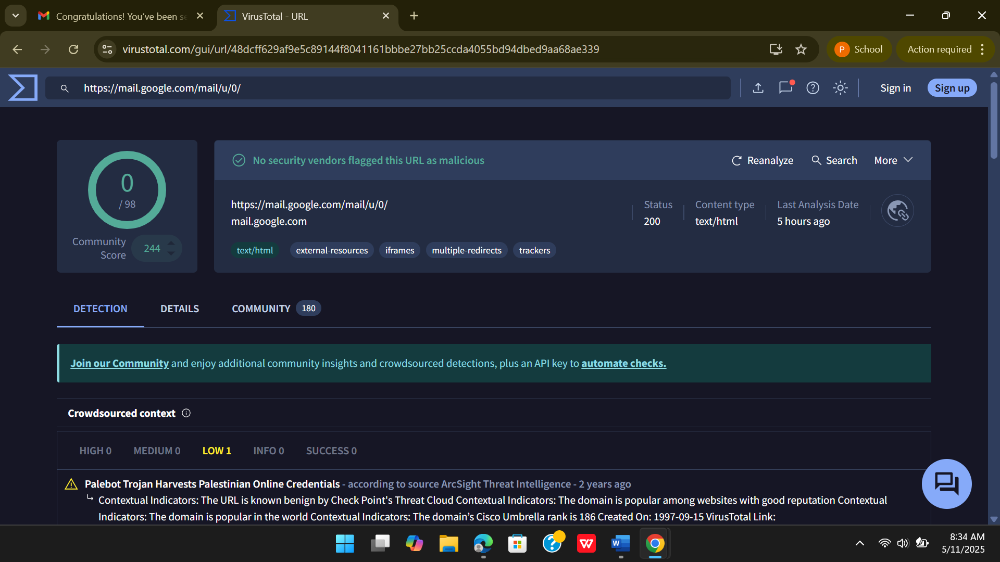 Congratulations! You've been se
VirusTotal - URL
virustotal.com/gui/url/48dcff629af9e5c89144f8041161bbbe27bb25ccda4055bd94dbed9aa68ae339
P School
Action required
https://mail.google.com/mail/u/0/
Sign in
Sign up
0
/ 98
Community Score
244
No security vendors flagged this URL as malicious
Reanalyze
Search
More
https://mail.google.com/mail/u/0/
mail.google.com
Status
200
Content type
text/html
Last Analysis Date
5 hours ago
text/html
external-resources
iframes
multiple-redirects
trackers
DETECTION
DETAILS
COMMUNITY 180
Join our Community and enjoy additional community insights and crowdsourced detections, plus an API key to automate checks.
Crowdsourced context
HIGH 0
MEDIUM 0
LOW 1
INFO 0
SUCCESS 0
Palebot Trojan Harvests Palestinian Online Credentials - according to source ArcSight Threat Intelligence - 2 years ago
Contextual Indicators: The URL is known benign by Check Point's Threat Cloud Contextual Indicators: The domain is popular among websites with good reputation Contextual
Indicators: The domain is popular in the world Contextual Indicators: The domain's Cisco Umbrella rank is 186 Created On: 1997-09-15 VirusTotal Link:
8:34 AM
5/11/2025